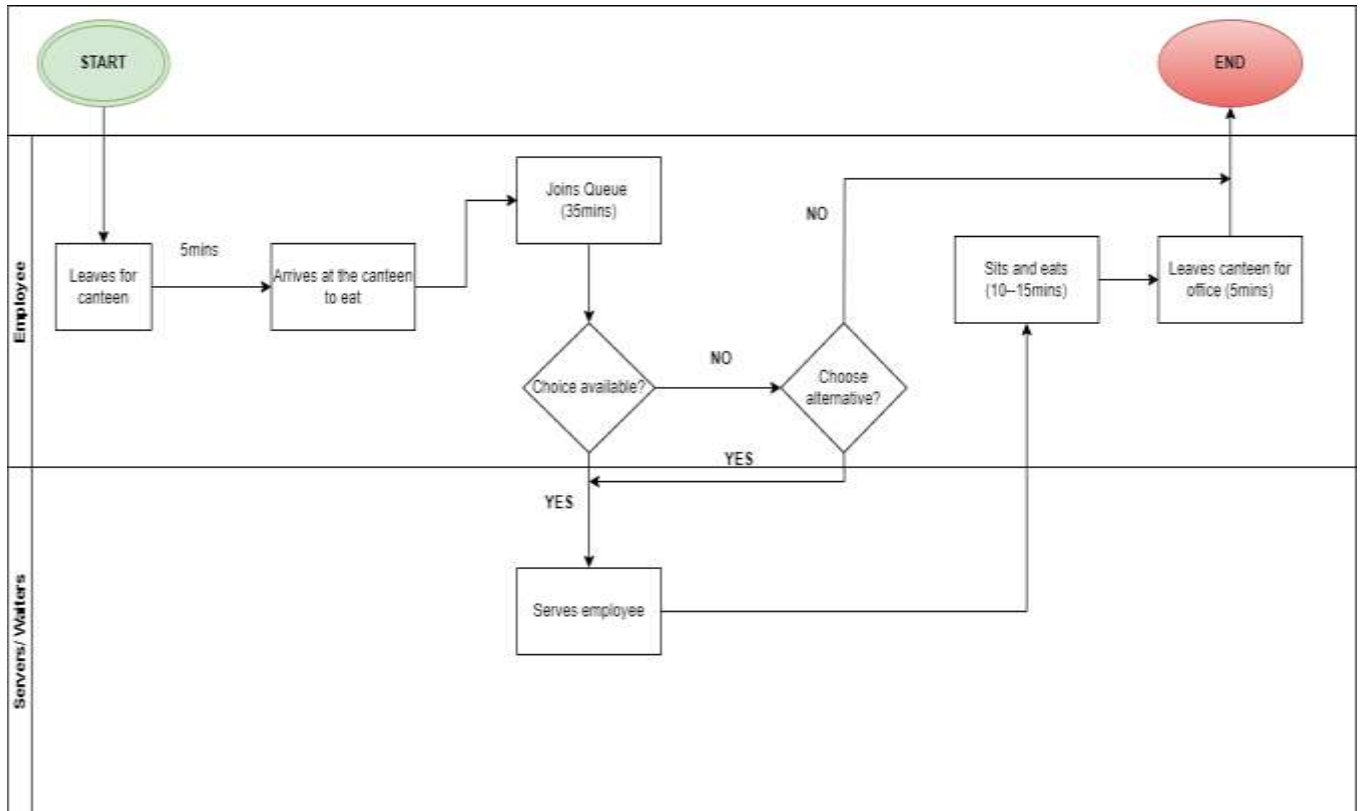 START
END
Employee
Leaves for
canteen
5mins
Arrives at the canteen
to eat
Joins Queue
(35mins)
Choice available?
NO
Choose
alternative?
NO
YES
YES
Sits and eats
(10–15mins)
Leaves canteen for
office (5mins)
Servers/ Waiters
Serves employee